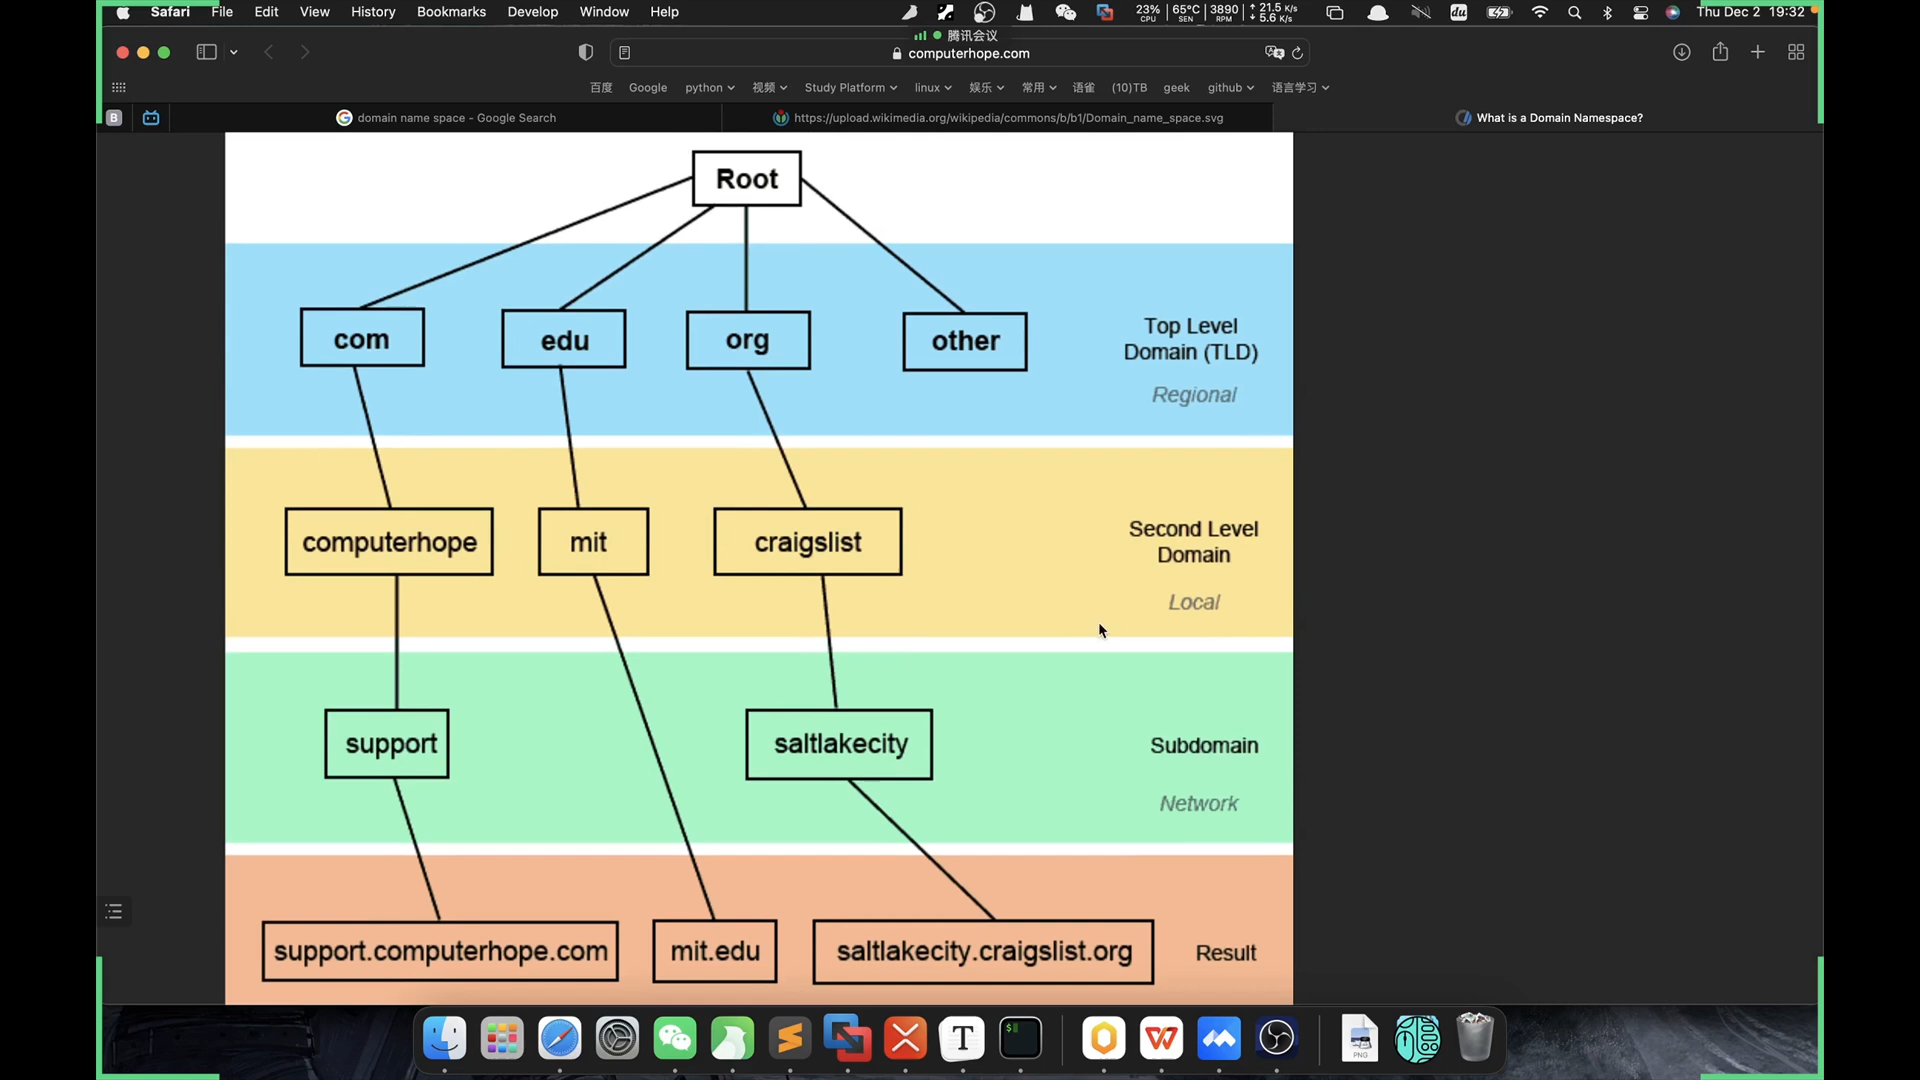 Safari File Edit View History Bookmarks Develop Window Help
23% CPU 65°C SEN 3890 RPM 21.5 K/s 5.6 K/s
du
Thu Dec 2 19:32
腾讯会议
computerhope.com
百度 Google python 视频 Study Platform linux 娱乐 常用 语雀 (10)TB geek github 语言学习
B
domain name space - Google Search
https://upload.wikimedia.org/wikipedia/commons/b/b1/Domain_name_space.svg
What is a Domain Namespace?
Root
com edu org other
Top Level
Domain (TLD)
Regional
computerhope mit craigslist
Second Level
Domain
Local
support saltlakecity
Subdomain
Network
support.computerhope.com mit.edu saltlakecity.craigslist.org Result
T
$
PNG